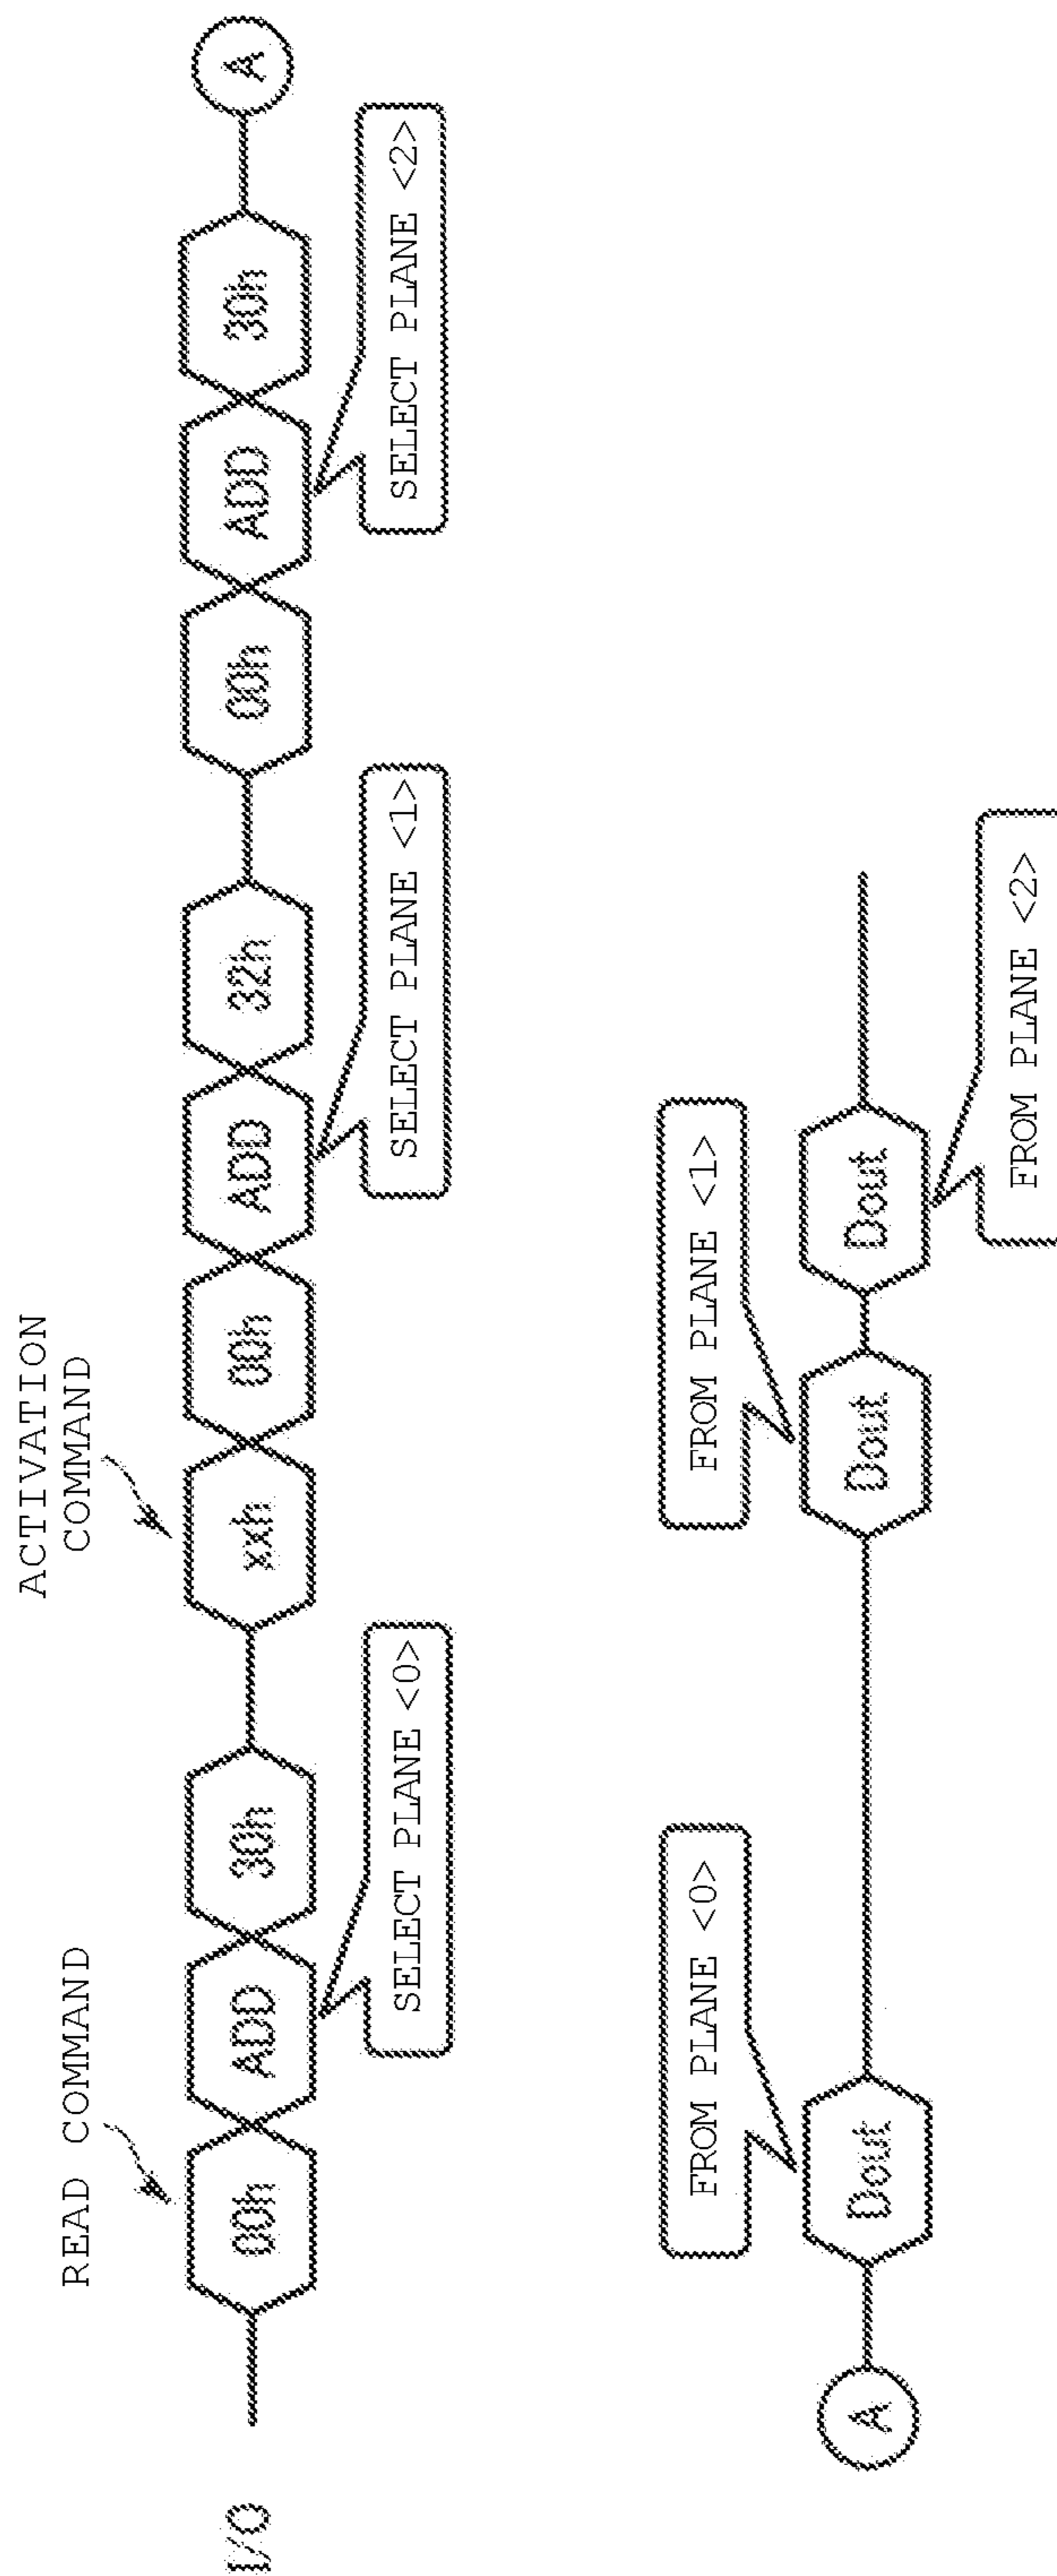 READ COMMAND
ACTIVATION
COMMAND
I/O
00h
ADD
30h
xxh
00h
ADD
32h
00h
ADD
30h
A
SELECT PLANE <0>
SELECT PLANE <1>
SELECT PLANE <2>
FROM PLANE <0>
FROM PLANE <1>
A
Dout
Dout
Dout
FROM PLANE <2>